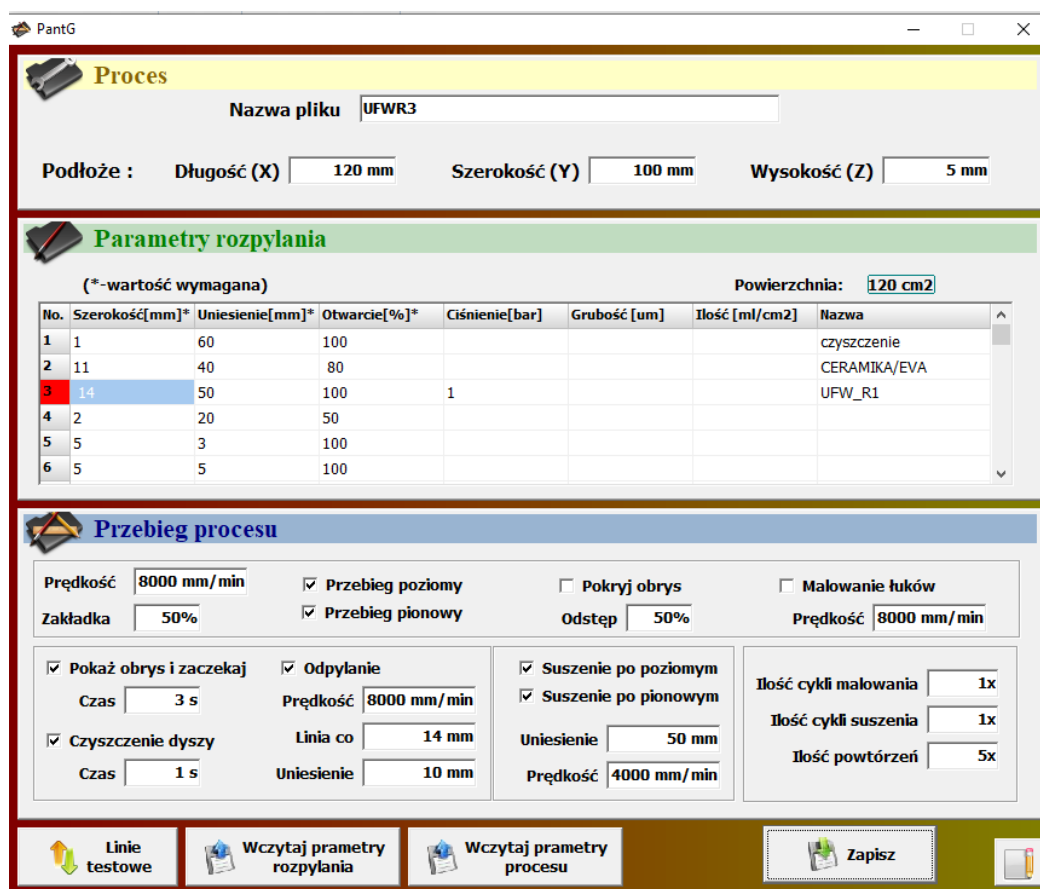 PantG
Proces
Nazwa pliku UFWR3
Podłoże : Długość (X) 120 mm Szerokość (Y) 100 mm Wysokość (Z) 5 mm
Parametry rozpylania
(*-wartość wymagana) Powierzchnia: 120 cm2
No. Szerokość[mm]* Uniesienie[mm]* Otwarcie[%]* Ciśnienie[bar] Grubość [um] Ilość [ml/cm2] Nazwa
1 1 60 100 czyszczenie
2 11 40 80 CERAMIKA/EVA
3 14 50 100 1 UFW_R1
4 2 20 50
5 5 3 100
6 5 5 100
Przebieg procesu
Prędkość 8000 mm/min Przebieg poziomy Pokryj obrys Malowanie łuków
Zakładka 50% Przebieg pionowy Odstęp 50% Prędkość 8000 mm/min
Pokaż obrys i zaczekaj Odpylanie Suszenie po poziomym
Czas 3 s Prędkość 8000 mm/min Suszenie po pionowym Ilość cykli malowania 1x
Czyszczenie dyszy Linia co 14 mm Uniesienie 50 mm Ilość cykli suszenia 1x
Czas 1 s Uniesienie 10 mm Prędkość 4000 mm/min Ilość powtórzeń 5x
Linie testowe
Wczytaj prametry rozpylania
Wczytaj prametry procesu
Zapisz